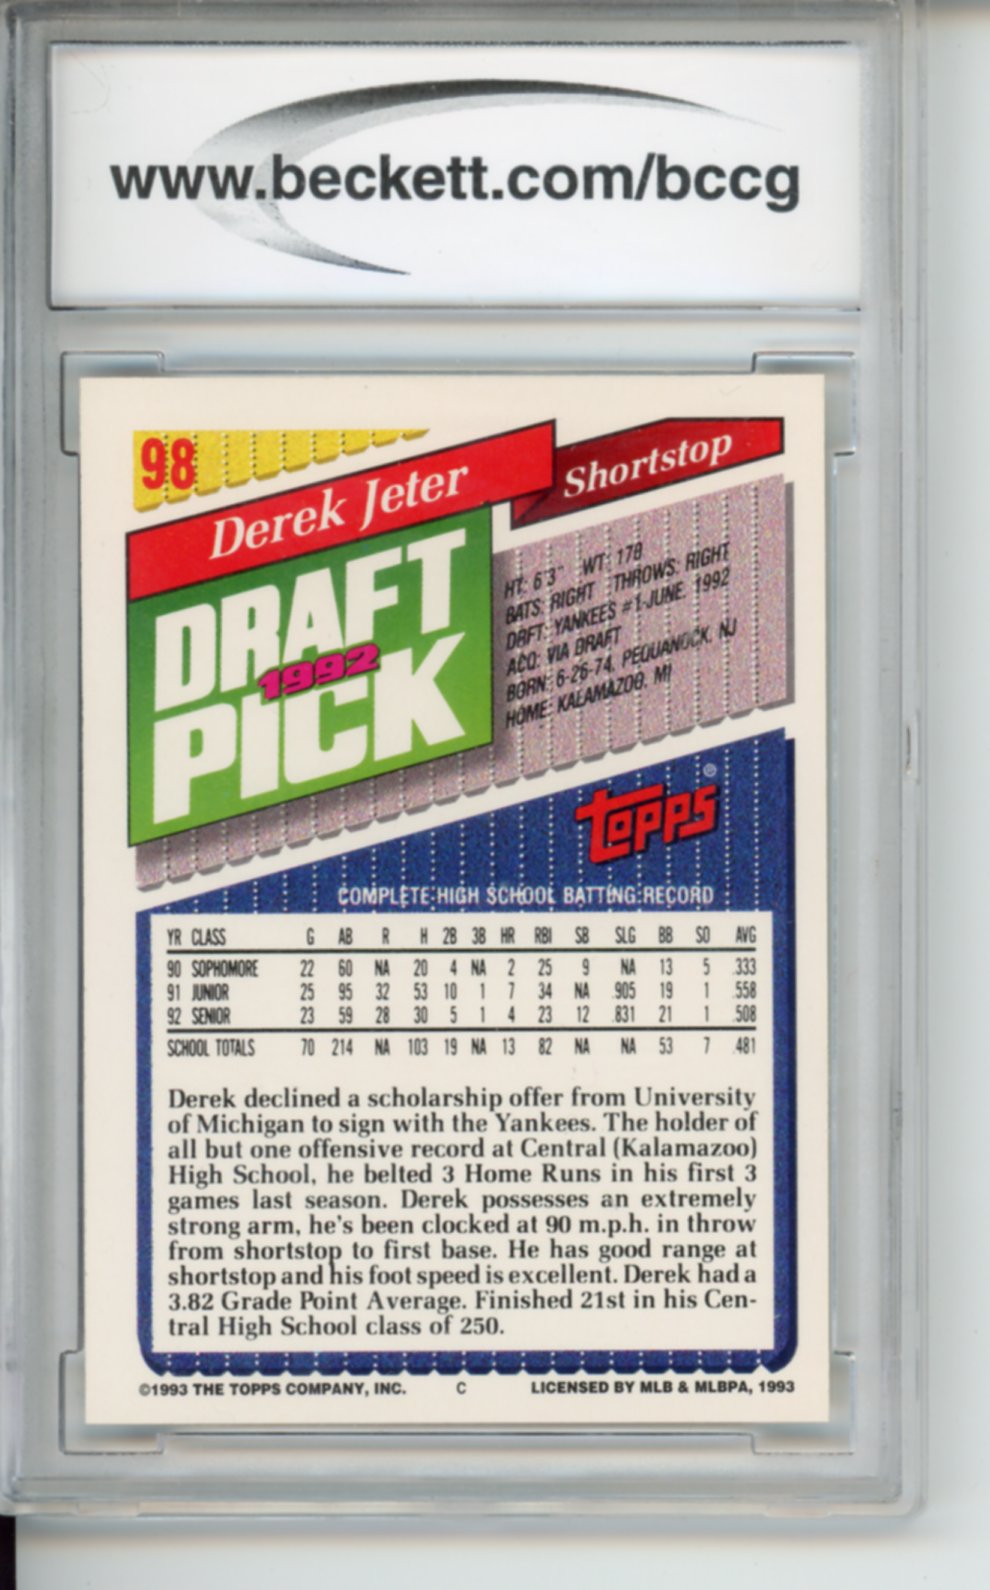 www.beckett.com/bccg
98
Derek Jeter
Shortstop
DRAFT
1992
PICK
HT: 6'3" WT: 178
BATS: RIGHT THROWS: RIGHT
DRFT: YANKEES #1-JUNE, 1992
ACQ: VIA DRAFT
BORN: 6-26-74, PEQUANOCK, NJ
HOME: KALAMAZOO, MI
Topps®
COMPLETE HIGH SCHOOL BATTING RECORD
YR CLASS G AB R H 2B 3B HR RBI SB SLG BB SO AVG
90 SOPHOMORE 22 60 NA 20 4 NA 2 25 9 NA 13 5 .333
91 JUNIOR 25 95 32 53 10 1 7 34 NA .905 19 1 .558
92 SENIOR 23 59 28 30 5 1 4 23 12 .831 21 1 .508
SCHOOL TOTALS 70 214 NA 103 19 NA 13 82 NA NA 53 7 .481
Derek declined a scholarship offer from University
of Michigan to sign with the Yankees. The holder of
all but one offensive record at Central (Kalamazoo)
High School, he belted 3 Home Runs in his first 3
games last season. Derek possesses an extremely
strong arm, he's been clocked at 90 m.p.h. in throw
from shortstop to first base. He has good range at
shortstop and his foot speed is excellent. Derek had a
3.82 Grade Point Average. Finished 21st in his Cen-
tral High School class of 250.
©1993 THE TOPPS COMPANY, INC. C LICENSED BY MLB & MLBPA, 1993